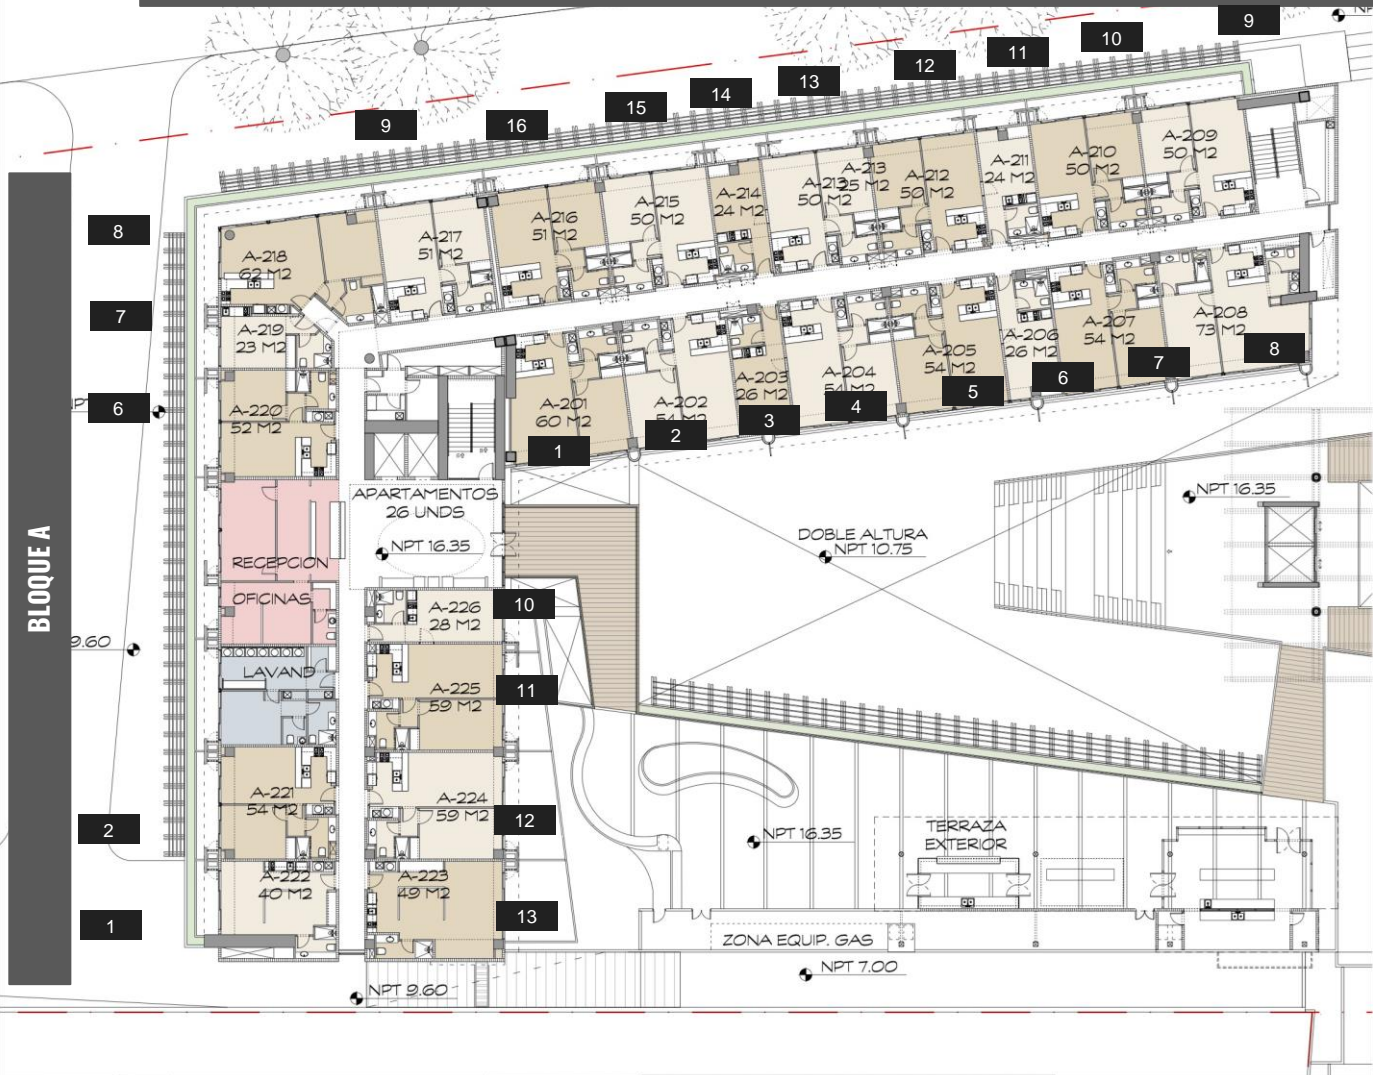 9
NP
10
11
12
13
14
15
16
9
A-209
50 M2
A-210
50 M2
A-211
24 M2
A-212
50 M2
A-213
25 M2
A-213
50 M2
A-214
24 M2
A-215
50 M2
A-216
51 M2
A-217
51 M2
A-218
62 M2
8
7
A-219
23 M2
6
A-220
52 M2
A-201
60 M2
A-202
54 M2
A-203
26 M2
A-204
54 M2
A-205
54 M2
A-206
26 M2
A-207
54 M2
A-208
73 M2
1
2
3
4
5
6
7
8
APARTAMENTOS
26 UNDS
NPT 16.35
RECEPCION
OFICINAS
LAVAND
DOBLE ALTURA
NPT 10.75
NPT 16.35
BLOQUE A
9.60
A-226
28 M2
10
A-225
59 M2
11
A-221
54 M2
2
A-224
59 M2
12
A-222
40 M2
1
A-223
49 M2
13
NPT 16.35
TERRAZA
EXTERIOR
ZONA EQUIP. GAS
NPT 7.00
NPT 9.60